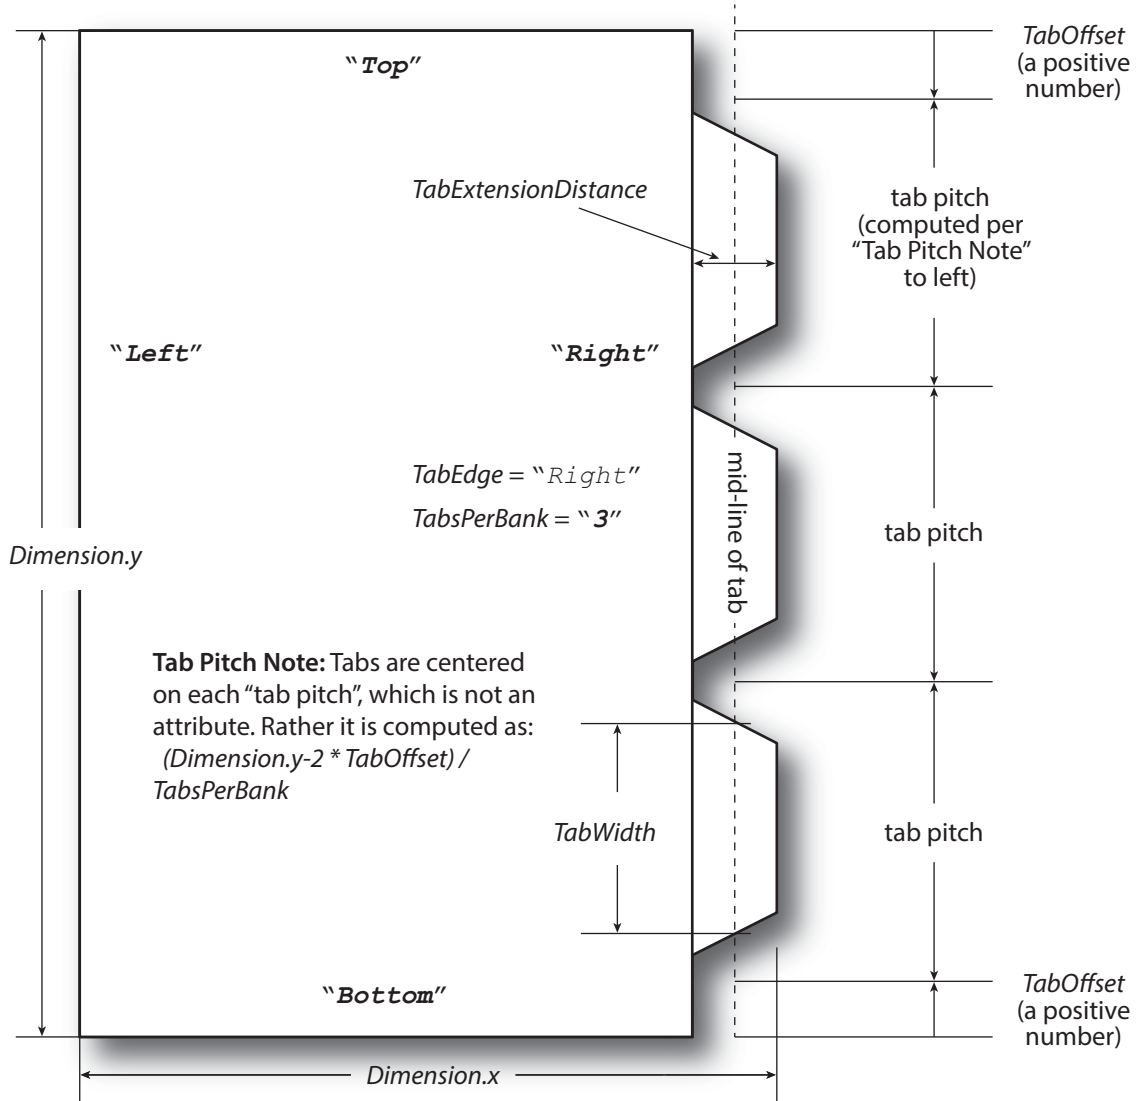 TabOffset
(a positive
number)
“Top”
TabExtensionDistance
tab pitch
(computed per
“Tab Pitch Note”
to left)
“Left”
“Right”
TabEdge = “Right”
TabsPerBank = “3”
mid-line of tab
tab pitch
Dimension.y
Tab Pitch Note: Tabs are centered
on each “tab pitch”, which is not an
attribute. Rather it is computed as:
(Dimension.y-2 * TabOffset) /
TabsPerBank
TabWidth
tab pitch
“Bottom”
TabOffset
(a positive
number)
Dimension.x